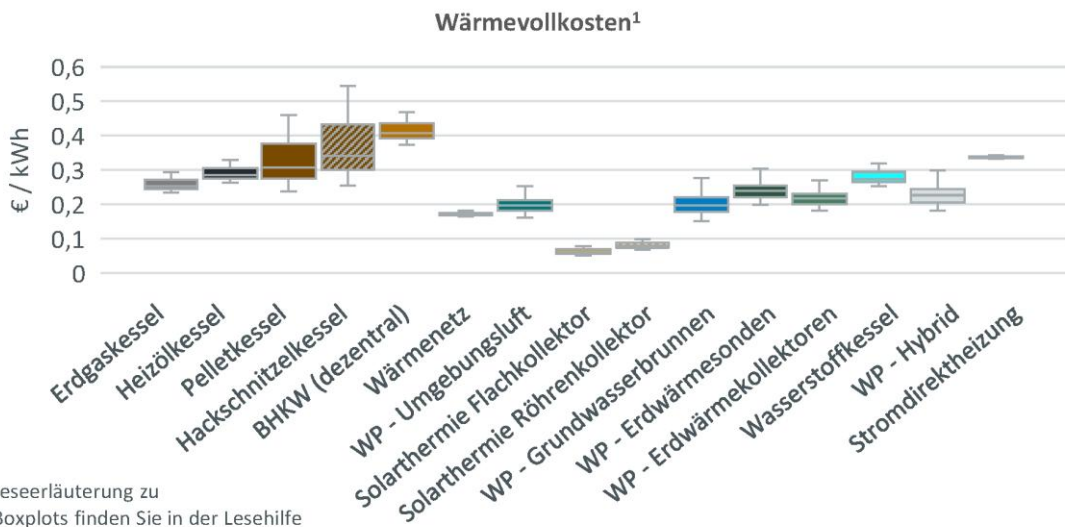 Wärmevollkosten¹
€ / kWh
0,6
0,5
0,4
0,3
0,2
0,1
0
Erdgaskessel
Heizölkessel
Pelletkessel
Hackschnitzelkessel
BHKW (dezentral)
Wärmenetz
WP - Umgebungsluft
Solarthermie Flachkollektor
Solarthermie Röhrenkollektor
WP - Grundwasserbrunnen
WP - Erdwärmesonden
WP - Erdwärmekollektoren
Wasserstoffkessel
WP - Hybrid
Stromdirektheizung
eseerläuterung zu
Boxplots finden Sie in der Lesehilfe